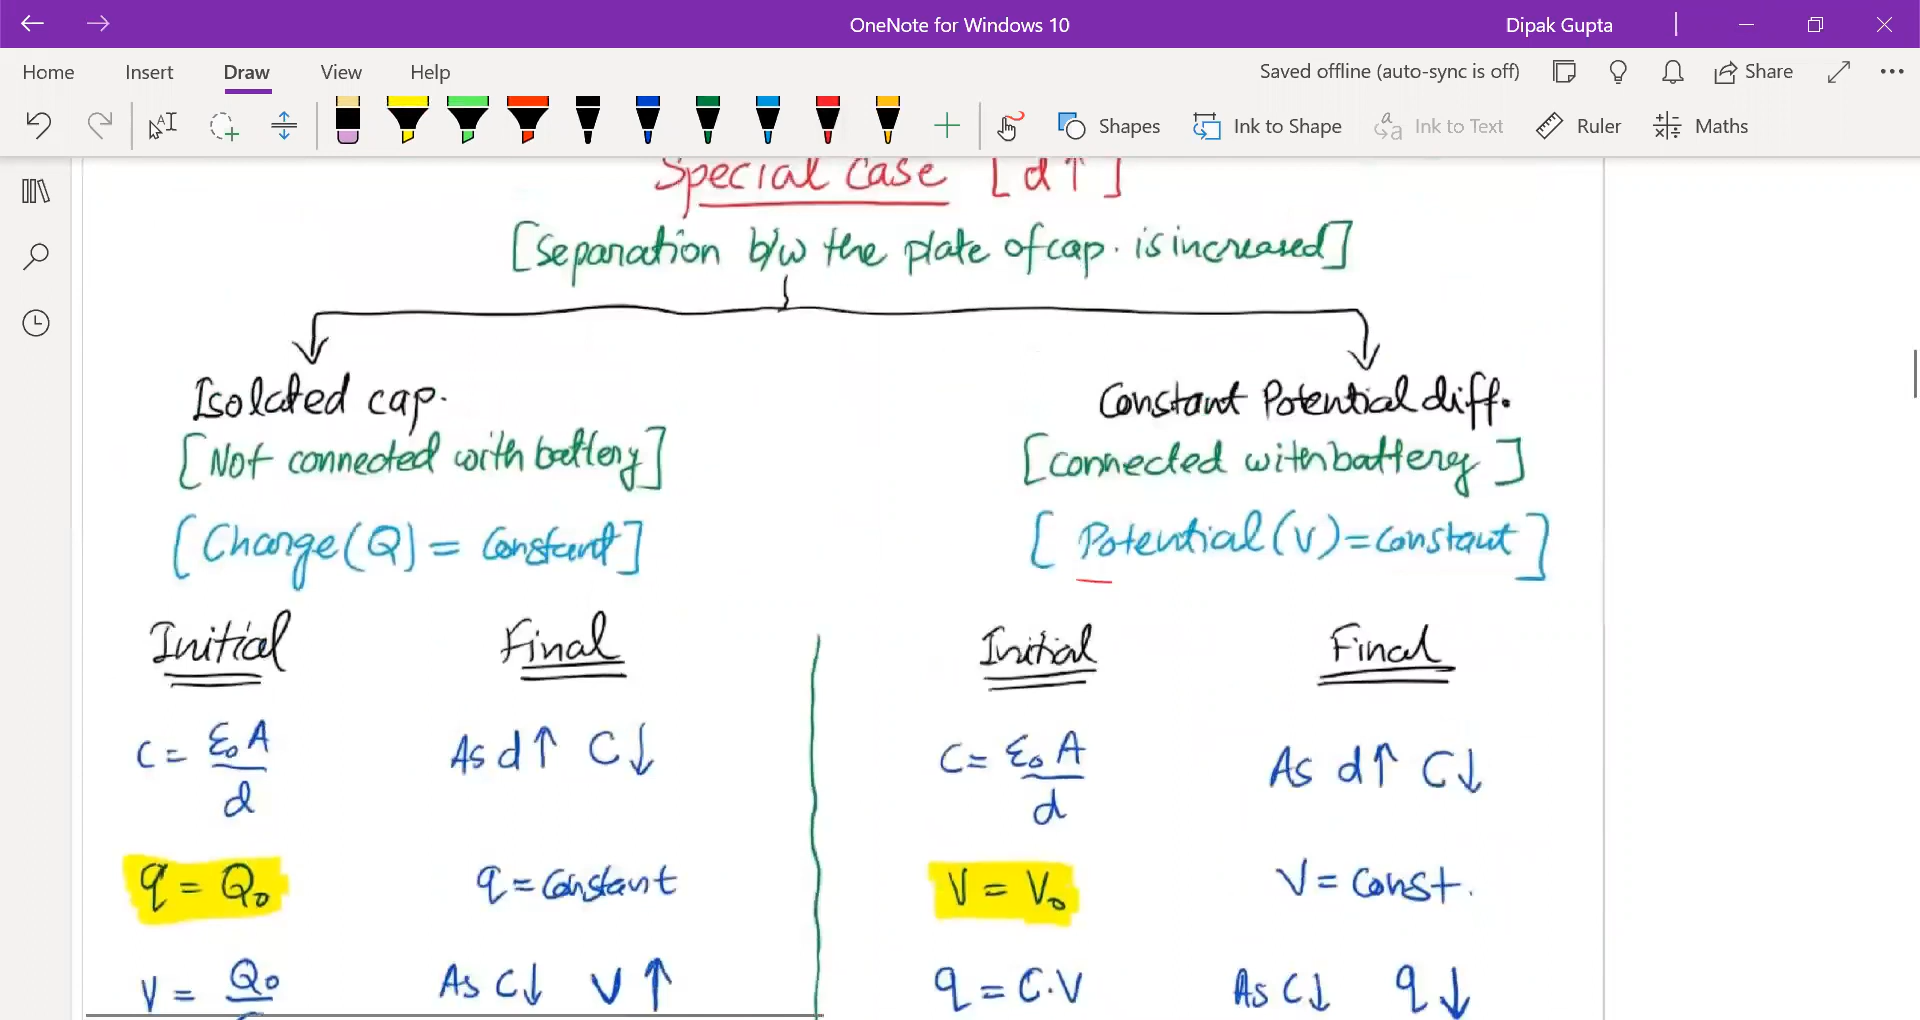 OneNote for Windows 10
Dipak Gupta
Home Insert Draw View Help
Saved offline (auto-sync is off)
Share
Shapes Ink to Shape Ink to Text Ruler Maths
Special Case [d↑]
[Separation b/w the plate of cap. is increased]
Isolated cap.
[Not connected with battery]
[Charge(Q) = Constant]
Initial Final
C = ε₀A/d As d↑ C↓
q = Q₀ q = Constant
V = Q₀ As C↓ V↑
Constant Potential diff.
[connected with battery]
[Potential (V) = constant]
Initial Final
C = ε₀A/d As d↑ C↓
V = V₀ V = Const.
q = C.V As C↓ q↓